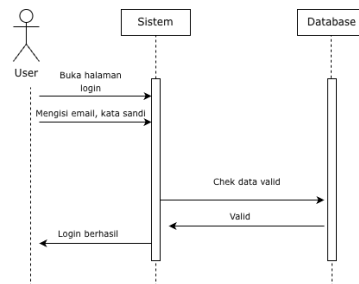 Sistem
Database
User
Buka halaman
login
Mengisi email, kata sandi
Chek data valid
Valid
Login berhasil